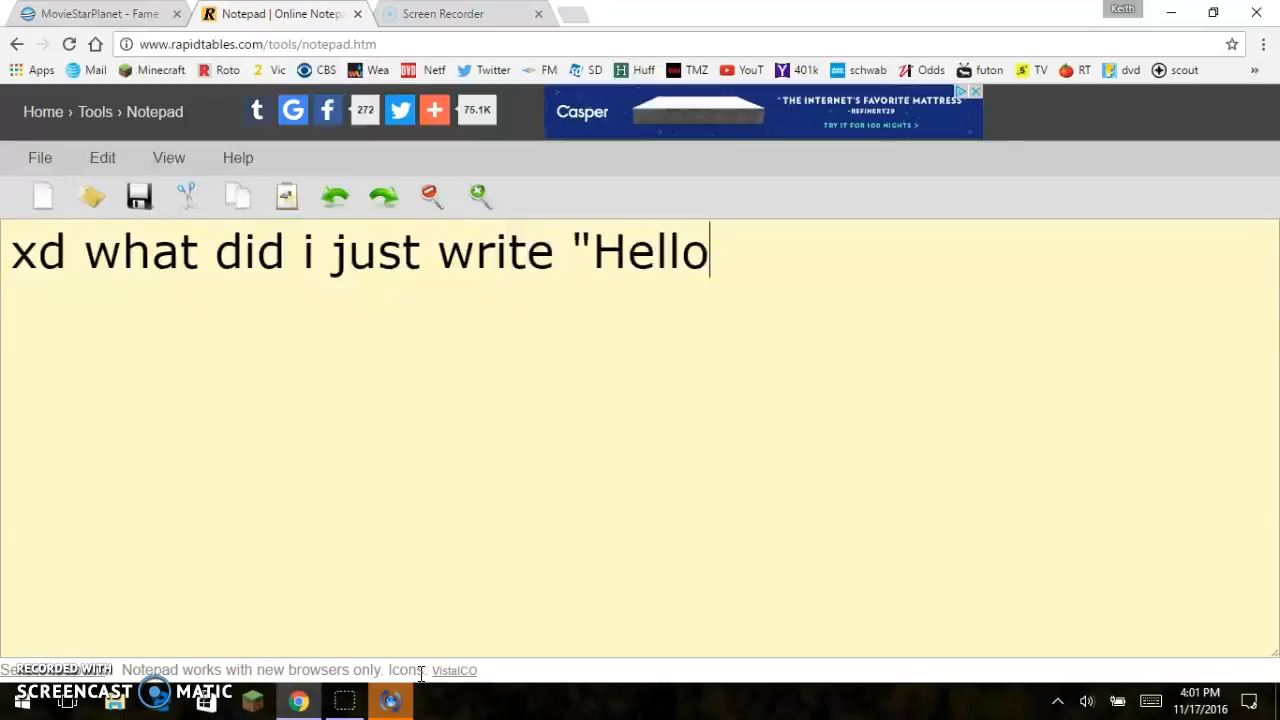 MovieStarPlanet - Fame
Notepad | Online Notepa
Screen Recorder
Keith
www.rapidtables.com/tools/notepad.htm
Apps Mail Minecraft Roto Vic CBS Wea Netf Twitter FM SD Huff TMZ YouT 401k schwab Odds futon TV RT dvd scout »
Home › Tools › Notepad
272
75.1K
Casper
"THE INTERNET'S FAVORITE MATTRESS"
-REFINERY29
TRY IT FOR 100 NIGHTS >
File Edit View Help
xd what did i just write "Hello
Notepad works with new browsers only. Icons: VistaICO
RECORDED WITH
SCREENCAST MATIC
4:01 PM
11/17/2016